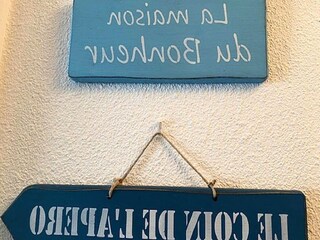 La maison
du Bonheur
LE COIN DE L'APERO